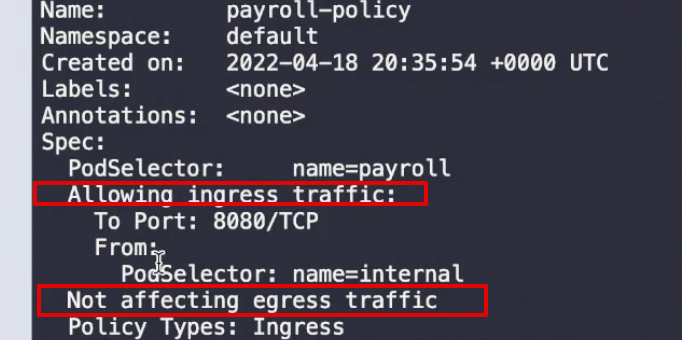 Name: payroll-policy
Namespace: default
Created on: 2022-04-18 20:35:54 +0000 UTC
Labels: <none>
Annotations: <none>
Spec:
PodSelector: name=payroll
Allowing ingress traffic:
To Port: 8080/TCP
From:
PodSelector: name=internal
Not affecting egress traffic
Policy Types: Ingress